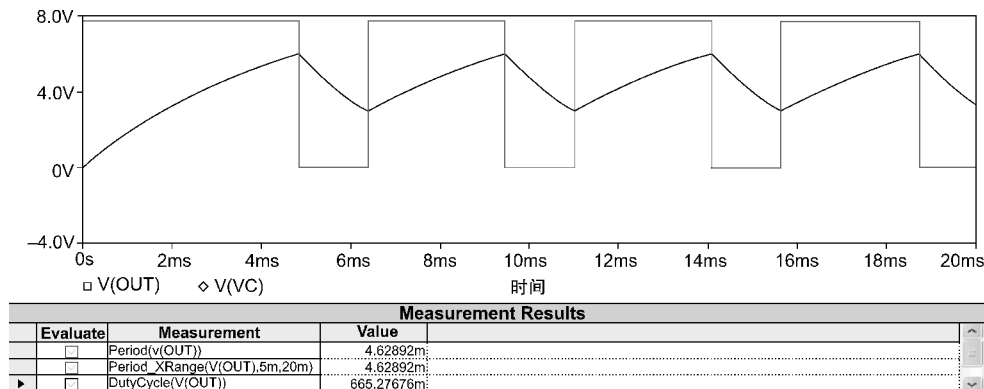 8.0V
4.0V
0V
–4.0V
0s 2ms 4ms 6ms 8ms 10ms 12ms 14ms 16ms 18ms 20ms
V(OUT) V(VC) 时间
Measurement Results
Evaluate Measurement Value
Period(v(OUT)) 4.62892m
Period_XRange(V(OUT),5m,20m) 4.62892m
DutyCycle(V(OUT)) 665.27676m